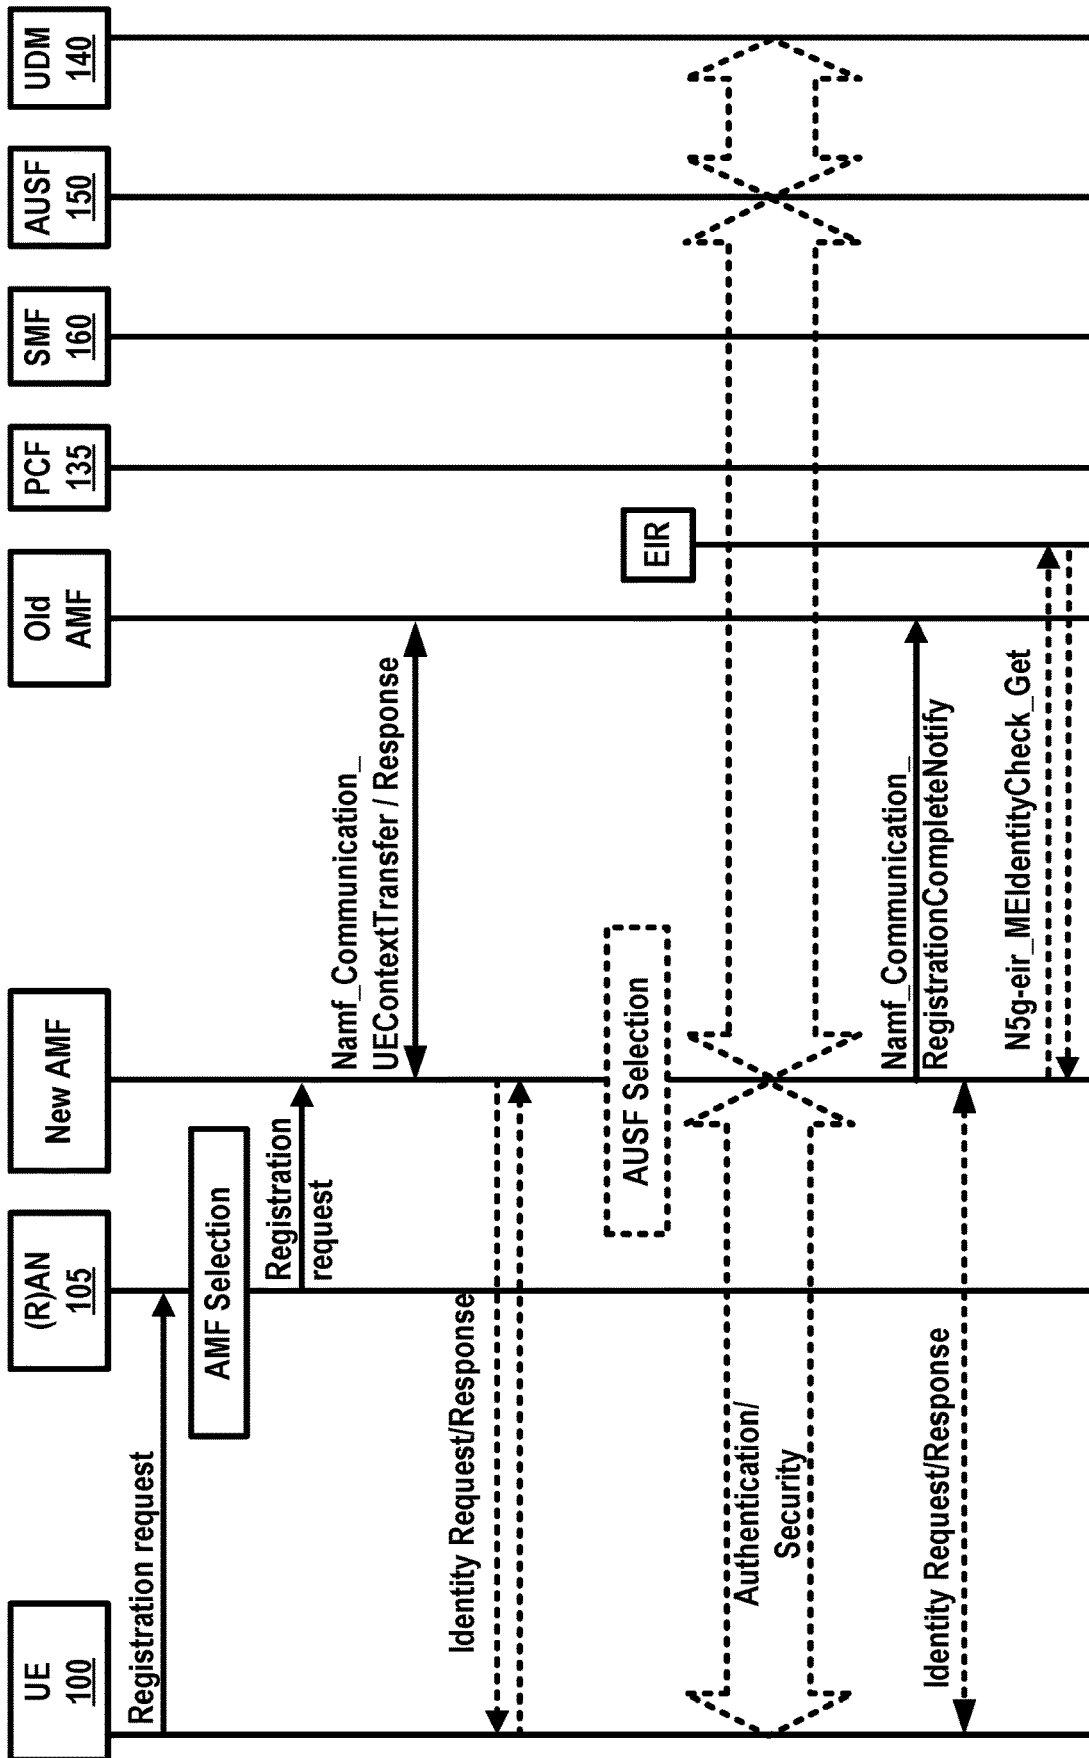 UE
100
(R)AN
105
New AMF
Old
AMF
PCF
135
SMF
160
AUSF
150
UDM
140
Registration request
AMF Selection
Registration
request
Namf_Communication_
UEContextTransfer / Response
Identity Request/Response
AUSF Selection
EIR
Authentication/
Security
Namf_Communication_
RegistrationCompleteNotify
Identity Request/Response
N5g-eir_MEIdentityCheck_Get